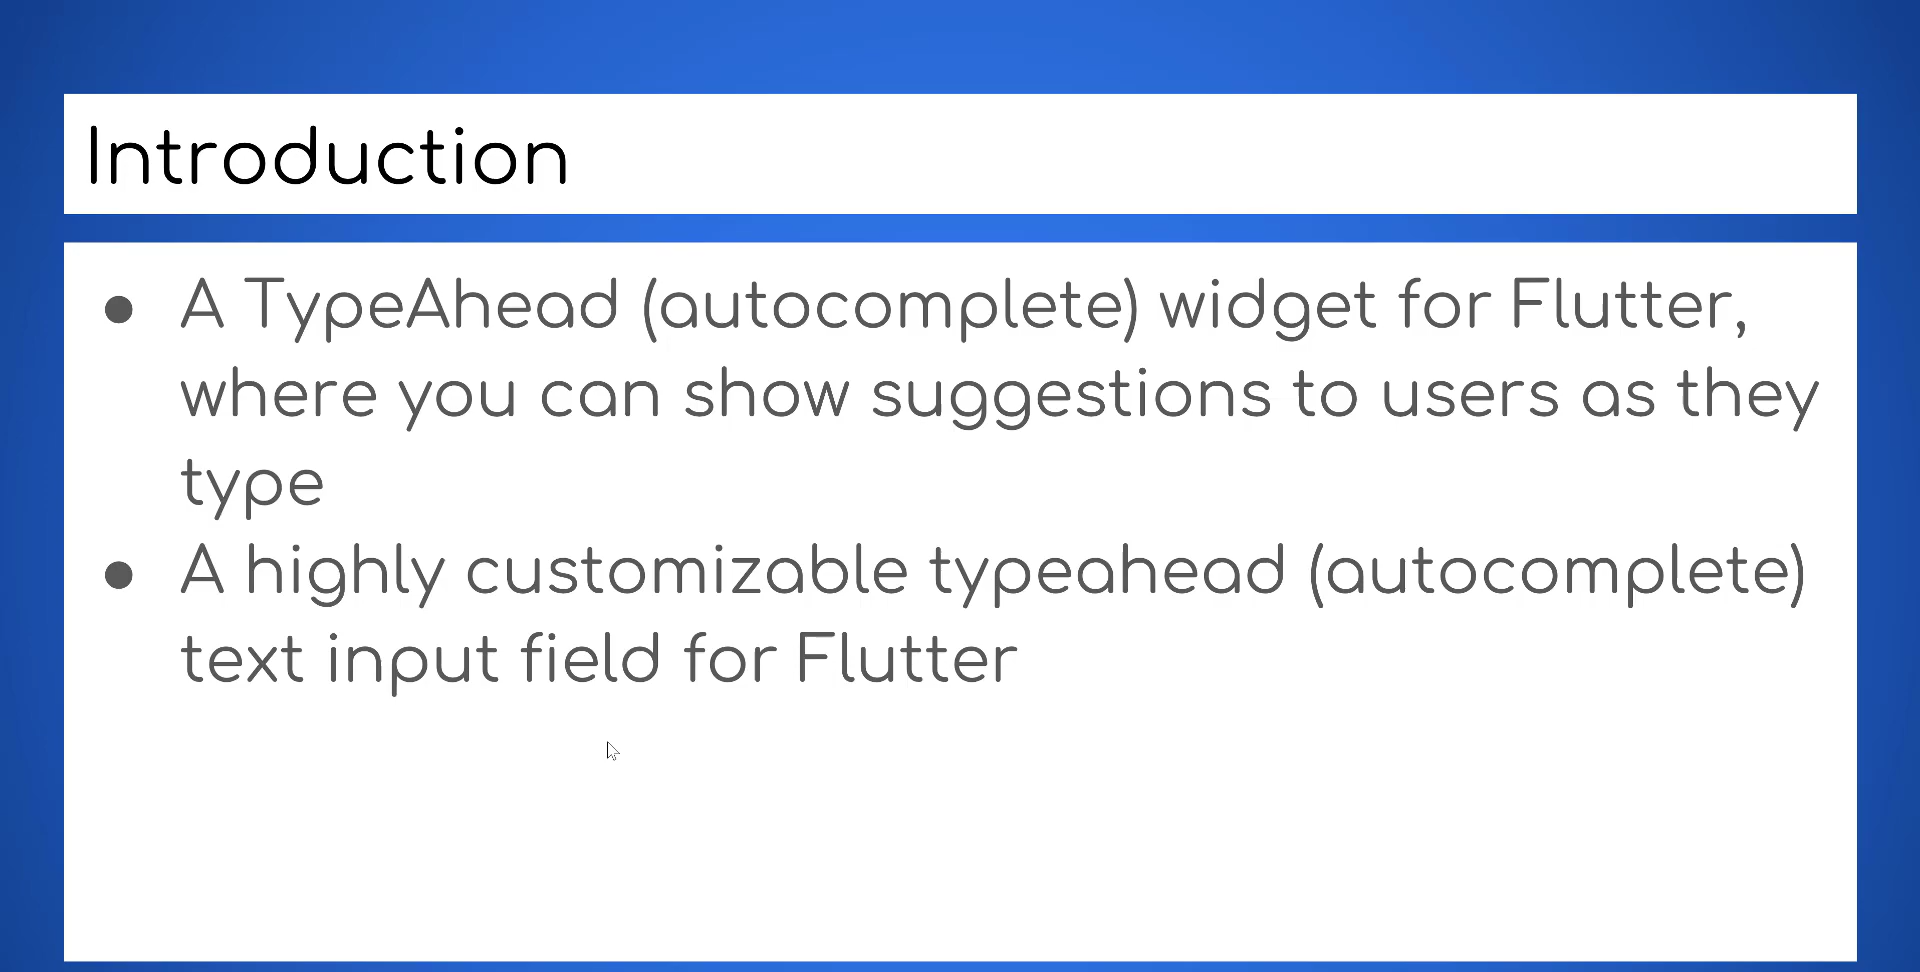 Introduction
● A TypeAhead (autocomplete) widget for Flutter,
where you can show suggestions to users as they
type
● A highly customizable typeahead (autocomplete)
text input field for Flutter